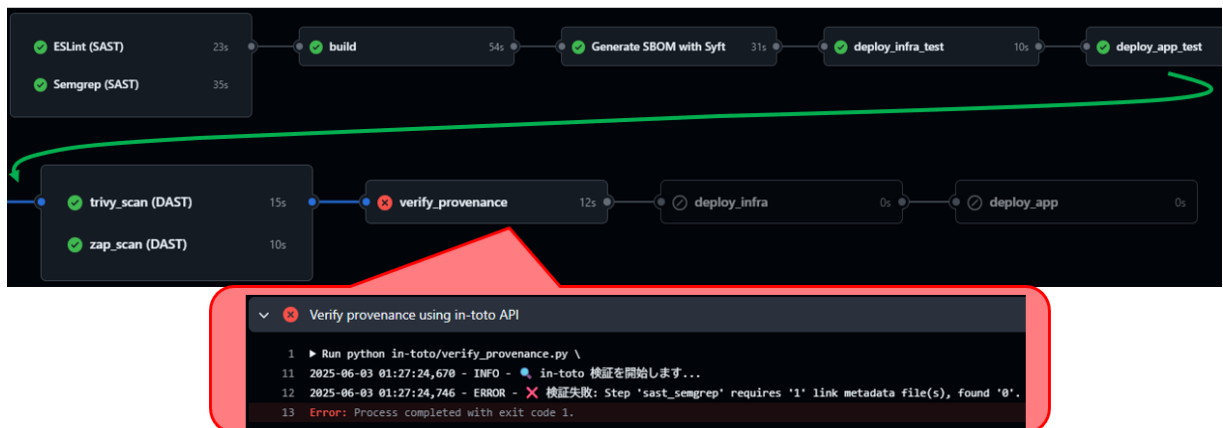 ESLint (SAST) 23s
build 54s
Generate SBOM with Syft 31s
deploy_infra_test 10s
deploy_app_test
Semgrep (SAST) 35s
trivy_scan (DAST) 15s
verify_provenance 12s
deploy_infra 0s
deploy_app 0s
zap_scan (DAST) 10s
Verify provenance using in-toto API
1 ▶ Run python in-toto/verify_provenance.py \
11 2025-06-03 01:27:24,670 - INFO - 🔍 in-toto 検証を開始します...
12 2025-06-03 01:27:24,746 - ERROR - ❌ 検証失敗: Step 'sast_semgrep' requires '1' link metadata file(s), found '0'.
13 Error: Process completed with exit code 1.